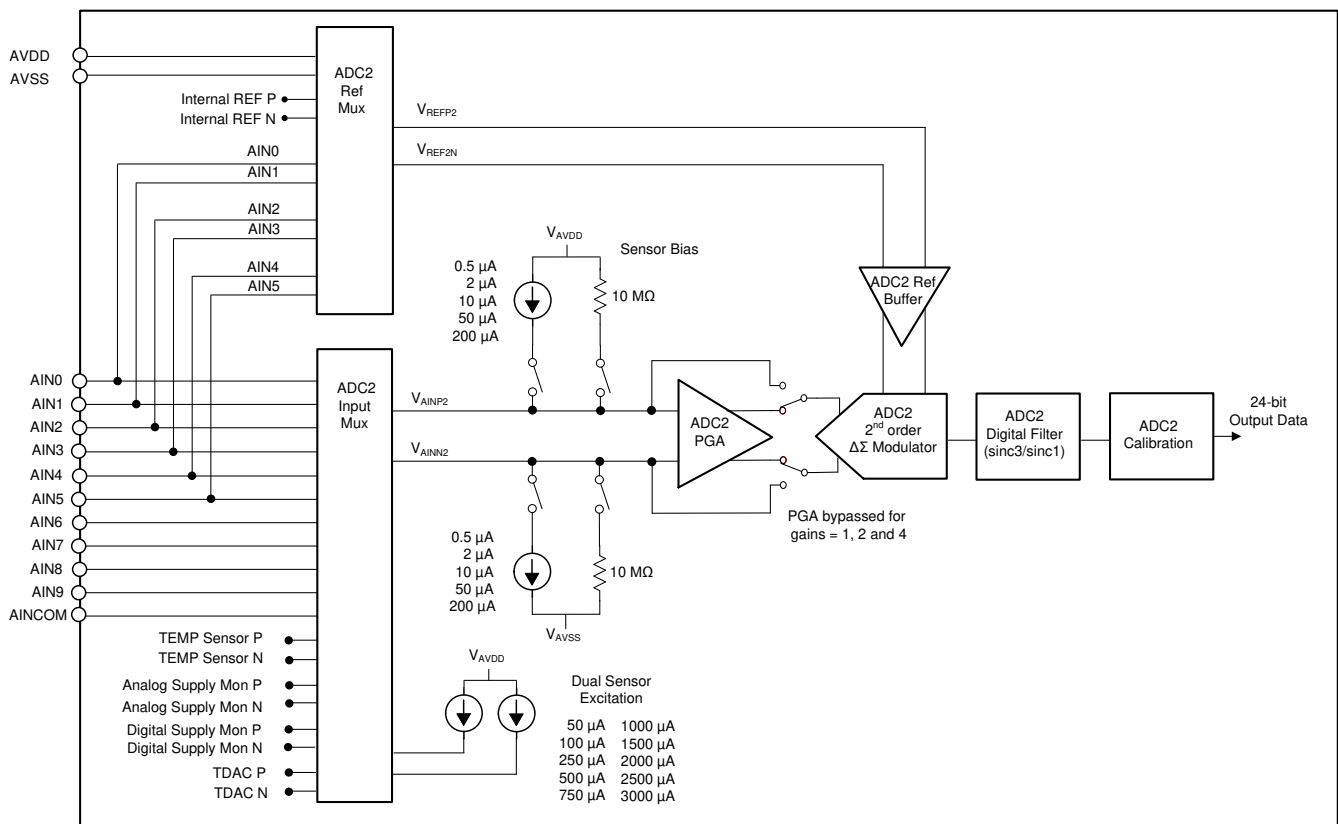 AVDD
AVSS
Internal REF P
Internal REF N
ADC2
Ref
Mux
AIN0
AIN1
AIN2
AIN3
AIN4
AIN5
VREFP2
VREF2N
VAVDD
Sensor Bias
0.5 µA
2 µA
10 µA
50 µA
200 µA
10 MΩ
ADC2 Ref
Buffer
AIN0
AIN1
AIN2
AIN3
AIN4
AIN5
AIN6
AIN7
AIN8
AIN9
AINCOM
ADC2
Input
Mux
VAINP2
VAINN2
ADC2
PGA
ADC2
2nd order
ΔΣ Modulator
ADC2
Digital Filter
(sinc3/sinc1)
ADC2
Calibration
24-bit
Output Data
PGA bypassed for
gains = 1, 2 and 4
0.5 µA
2 µA
10 µA
50 µA
200 µA
10 MΩ
VAVSS
TEMP Sensor P
TEMP Sensor N
Analog Supply Mon P
Analog Supply Mon N
Digital Supply Mon P
Digital Supply Mon N
TDAC P
TDAC N
VAVDD
Dual Sensor
Excitation
50 µA 1000 µA
100 µA 1500 µA
250 µA 2000 µA
500 µA 2500 µA
750 µA 3000 µA